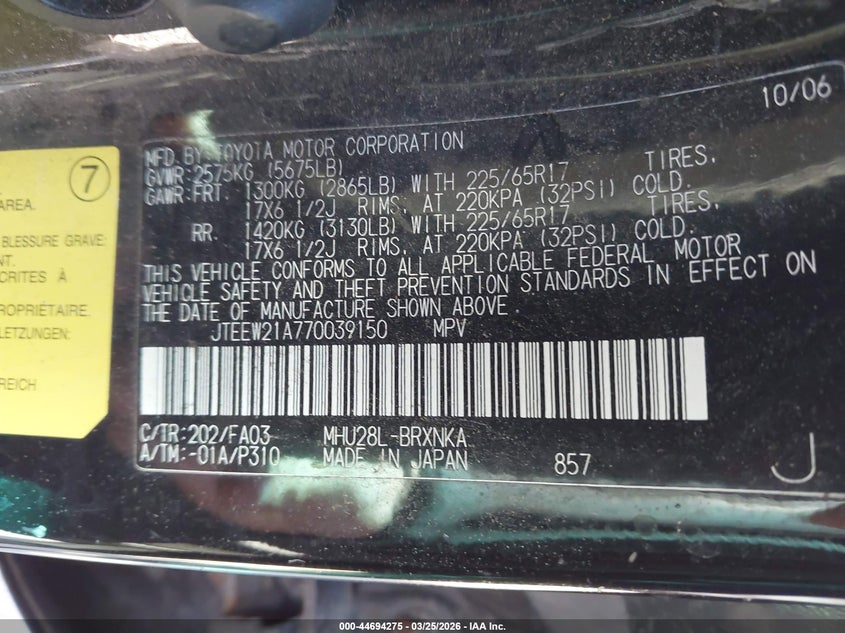 10/06
MFD. BY: TOYOTA MOTOR CORPORATION
GVWR: 2575KG (5675LB)
GAWR: FRT. 1300KG (2865LB) WITH 225/65R17 TIRES,
17X6 1/2J RIMS, AT 220KPA (32PSI) COLD.
RR. 1420KG (3130LB) WITH 225/65R17 TIRES,
17X6 1/2J RIMS, AT 220KPA (32PSI) COLD.
THIS VEHICLE CONFORMS TO ALL APPLICABLE FEDERAL MOTOR
VEHICLE SAFETY AND THEFT PREVENTION STANDARDS IN EFFECT ON
THE DATE OF MANUFACTURE SHOWN ABOVE.
JTEEW21A770039150 MPV
C/TR: 202/FA03 MHU28L-BRXNKA
A/TM: -01A/P310 MADE IN JAPAN 857
J
7
AREA.
BLESSURE GRAVE:
NT.
CRITES À
ROPRIÉTAIRE.
LETZUNGEN:
REICH
000-44694275 — 03/25/2026 — IAA Inc.